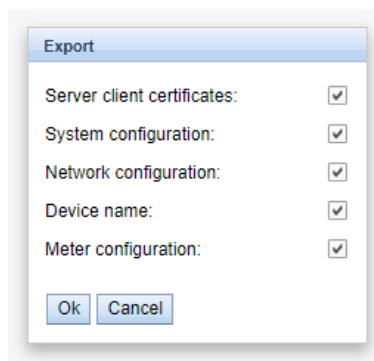 Export
Server client certificates:
System configuration:
Network configuration:
Device name:
Meter configuration:
Ok Cancel